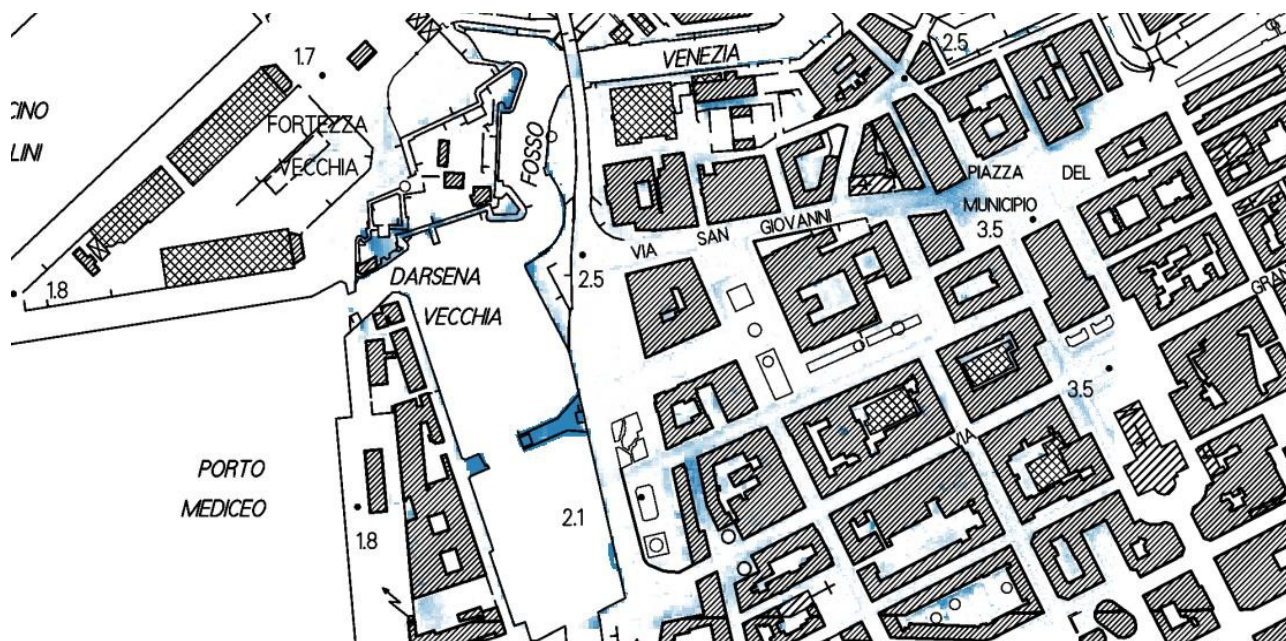 VENEZIA
2.5
1.7
CINO
LINI
FORTEZZA
VECCHIA
FOSSO
PIAZZA DEL
MUNICIPIO
3.5
VIA SAN GIOVANNI
DARSENA
VECCHIA
2.5
1.8
GRA
3.5
VIA
PORTO
MEDICEO
2.1
1.8